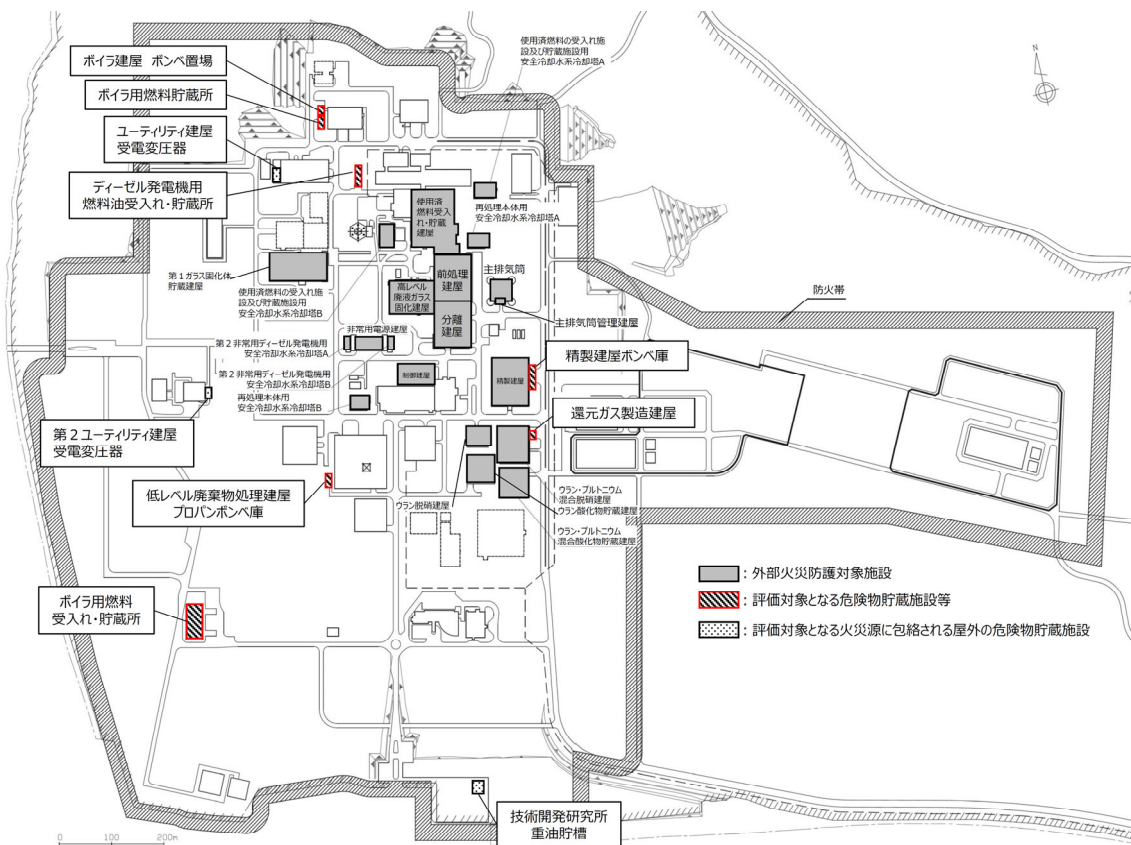 使用済燃料の受入れ施
設及び貯蔵施設用
安全冷却水系冷却塔A
N
ボイラ建屋 ボンベ置場
ボイラ用燃料貯蔵所
ユーティリティ建屋
受電変圧器
ディーゼル発電機用
燃料油受入れ・貯蔵所
使用済
燃料受入
れ・貯蔵
建屋
再処理本体用
安全冷却水系冷却塔A
第1ガラス固化体
貯蔵建屋
使用済燃料の受入れ施
設及び貯蔵施設用
安全冷却水系冷却塔B
前処理
建屋
高レベル
廃液ガラス
固化建屋
分離
建屋
主排気筒
主排気筒管理建屋
防火帯
非常用電源建屋
第2非常用ディーゼル発電機用
安全冷却水系冷却塔A
第2非常用ディーゼル発電機用
安全冷却水系冷却塔B
再処理本体用
安全冷却水系冷却塔B
制御建屋
精製建屋
精製建屋ボンベ庫
還元ガス製造建屋
第2ユーティリティ建屋
受電変圧器
低レベル廃棄物処理建屋
プロパンボンベ庫
ウラン脱硝建屋
ウラン・プルトニウム
混合脱硝建屋
ウラン酸化物貯蔵建屋
ウラン・プルトニウム
混合酸化物貯蔵建屋
ボイラ用燃料
受入れ・貯蔵所
：外部火災防護対象施設
：評価対象となる危険物貯蔵施設等
：評価対象となる火災源に包絡される屋外の危険物貯蔵施設
技術開発研究所
重油貯槽
0 100 200m